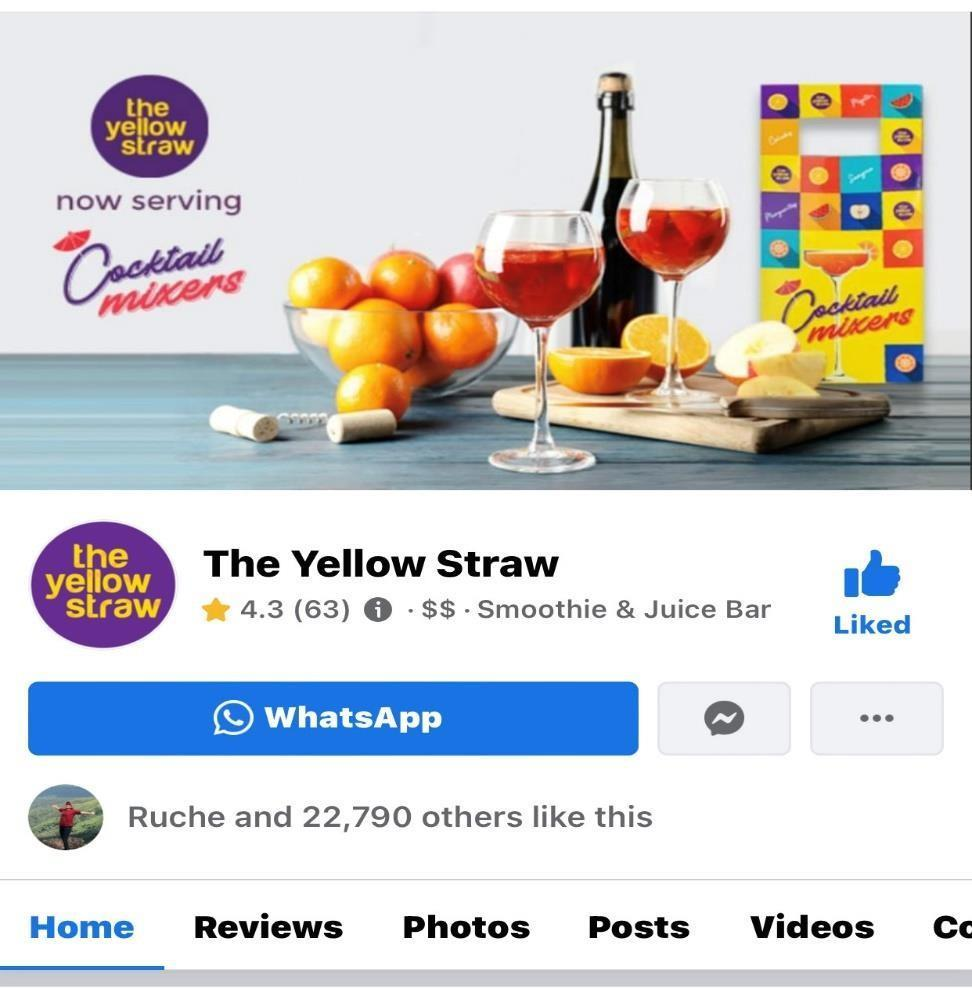 the
yellow
straw
now serving
Cocktail
mixers
Cocktail
mixers
the
yellow
straw
The Yellow Straw
4.3 (63) · $$ · Smoothie & Juice Bar
Liked
WhatsApp
Ruche and 22,790 others like this
Home Reviews Photos Posts Videos Co